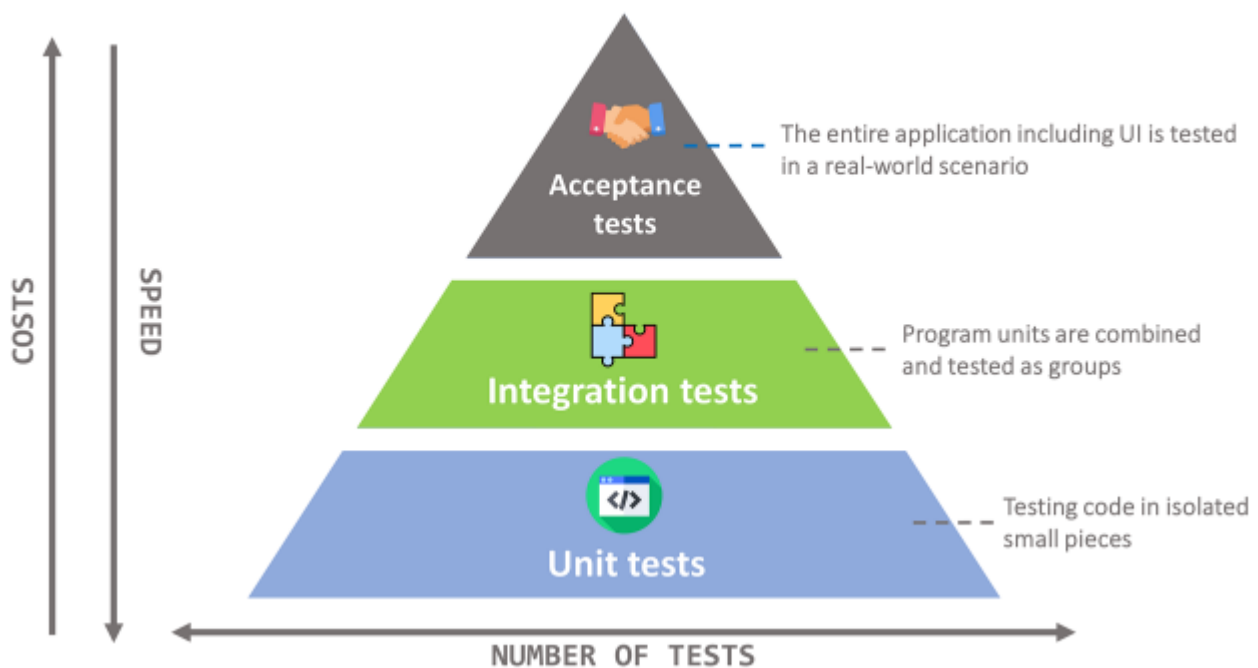 COSTS
SPEED
Acceptance
tests
The entire application including UI is tested
in a real-world scenario
Integration tests
Program units are combined
and tested as groups
</>
Unit tests
Testing code in isolated
small pieces
NUMBER OF TESTS